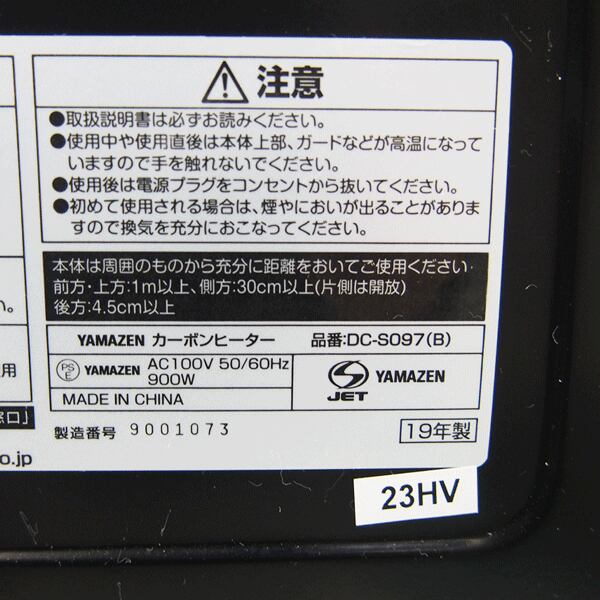 注意
●取扱説明書は必ずお読みください。
●使用中や使用直後は本体上部、ガードなどが高温になって
いますので手を触れないでください。
●使用後は電源プラグをコンセントから抜いてください。
●初めて使用される場合は、煙やにおいが出ることがありま
すので換気を充分におこなってください。
本体は周囲のものから充分に距離をおいてご使用ください
前方・上方:1m以上、側方:30cm以上(片側は開放)
後方:4.5cm以上
い。
YAMAZEN カーボンヒーター 品番:DC-S097(B)
用
PSE YAMAZEN AC100V 50/60Hz
900W
JET YAMAZEN
MADE IN CHINA
窓口」
製造番号 9001073 19年製
o.jp
23HV